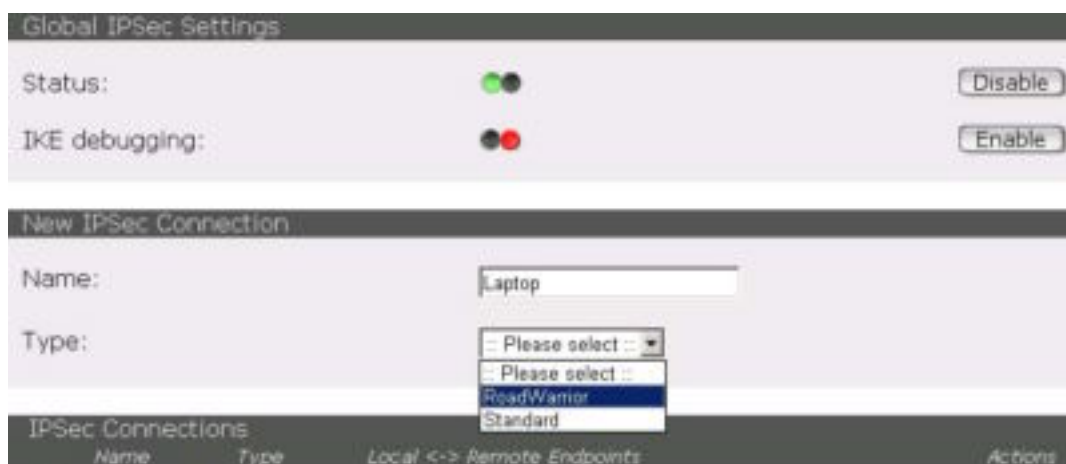 Global IPSec Settings
Status: Disable
IKE debugging: Enable
New IPSec Connection
Name: Laptop
Type: :: Please select ::
:: Please select ::
RoadWarrior
Standard
IPSec Connections
Name Type Local <-> Remote Endpoints Actions